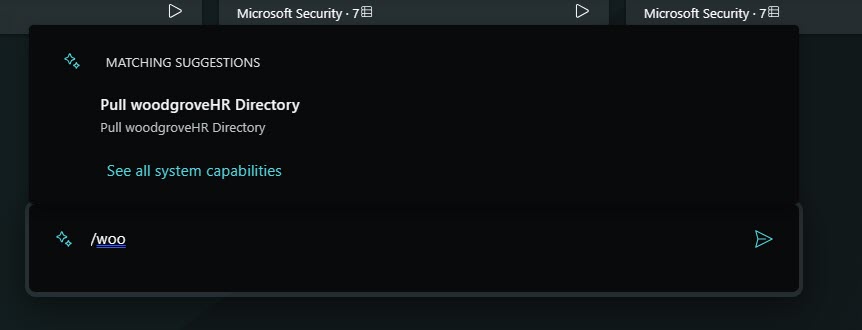 Microsoft Security · 7
Microsoft Security · 7
MATCHING SUGGESTIONS
Pull woodgroveHR Directory
Pull woodgroveHR Directory
See all system capabilities
/woo